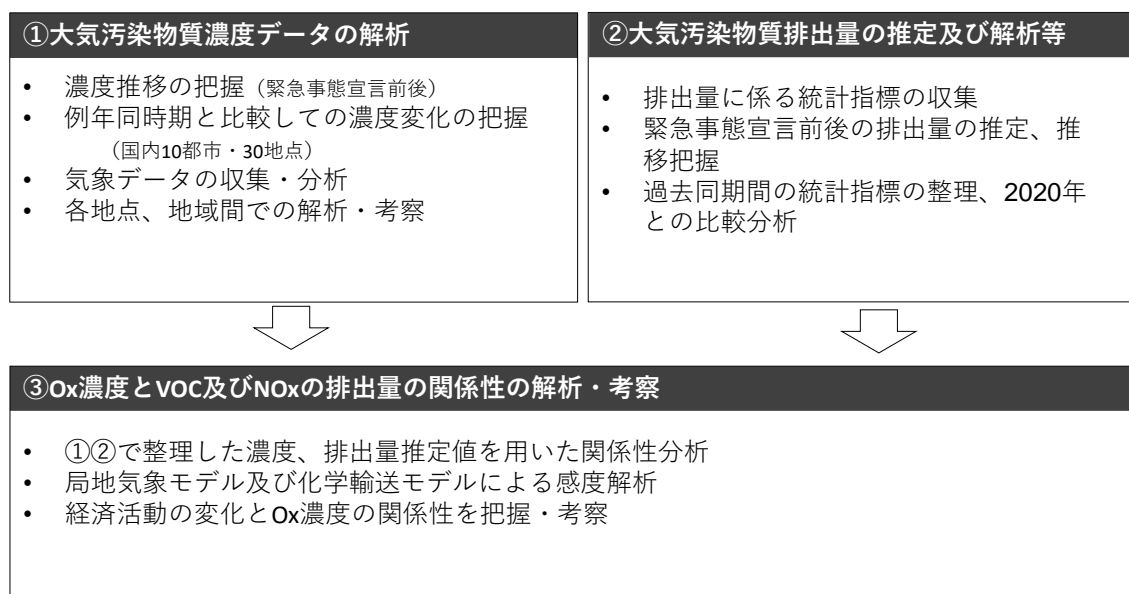 ①大気汚染物質濃度データの解析
• 濃度推移の把握（緊急事態宣言前後）
• 例年同時期と比較しての濃度変化の把握
（国内10都市・30地点）
• 気象データの収集・分析
• 各地点、地域間での解析・考察
②大気汚染物質排出量の推定及び解析等
• 排出量に係る統計指標の収集
• 緊急事態宣言前後の排出量の推定、推
移把握
• 過去同期間の統計指標の整理、2020年
との比較分析
③Ox濃度とVOC及びNOxの排出量の関係性の解析・考察
• ①②で整理した濃度、排出量推定値を用いた関係性分析
• 局地気象モデル及び化学輸送モデルによる感度解析
• 経済活動の変化とOx濃度の関係性を把握・考察